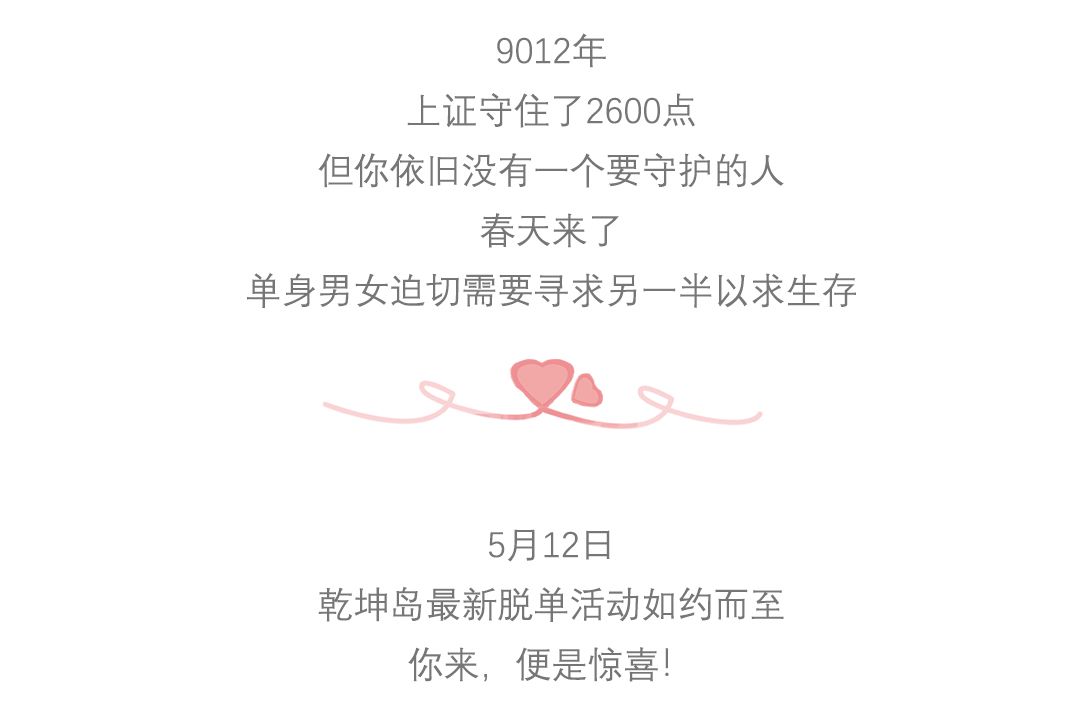 9012年
上证守住了2600点
但你依旧没有一个要守护的人
春天来了
单身男女迫切需要寻求另一半以求生存
5月12日
乾坤岛最新脱单活动如约而至
你来，便是惊喜！